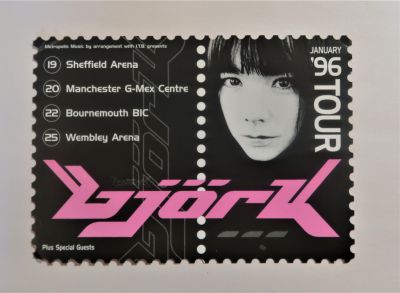 Metropolis Music by arrangement with I.T.B. presents
19 Sheffield Arena
20 Manchester G-Mex Centre
22 Bournemouth BIC
25 Wembley Arena
JANUARY
'96
TOUR
björk
björk
Plus Special Guests